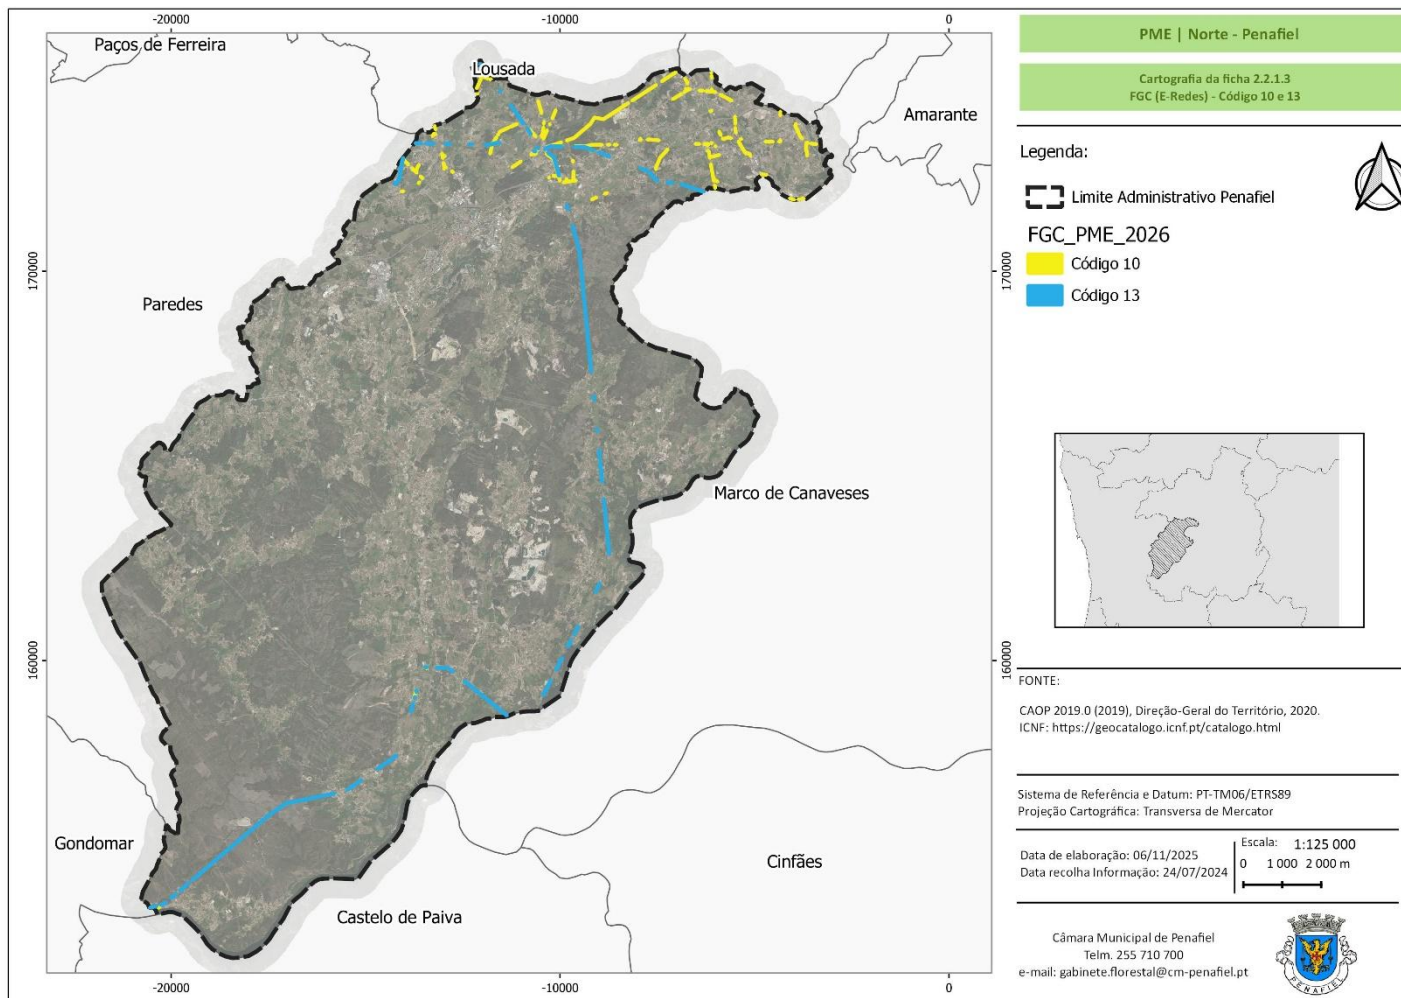 -20000
-10000
0
Paços de Ferreira
Lousada
Amarante
Paredes
Marco de Canaveses
Gondomar
Cinfães
Castelo de Paiva
170000
170000
160000
160000
-20000
-10000
0
PME | Norte - Penafiel
Cartografia da ficha 2.2.1.3
FGC (E-Redes) - Código 10 e 13
Legenda:
Limite Administrativo Penafiel
FGC_PME_2026
Código 10
Código 13
FONTE:
CAOP 2019.0 (2019), Direção-Geral do Território, 2020.
ICNF: https://geocatalogo.icnf.pt/catalogo.html
Sistema de Referência e Datum: PT-TM06/ETRS89
Projeção Cartográfica: Transversa de Mercator
Data de elaboração: 06/11/2025
Data recolha Informação: 24/07/2024
Escala: 1:125 000
0 1 000 2 000 m
Câmara Municipal de Penafiel
Telm. 255 710 700
e-mail: gabinete.florestal@cm-penafiel.pt
PENAFIEL